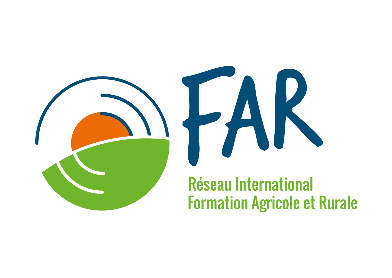 FAR
Réseau International
Formation Agricole et Rurale